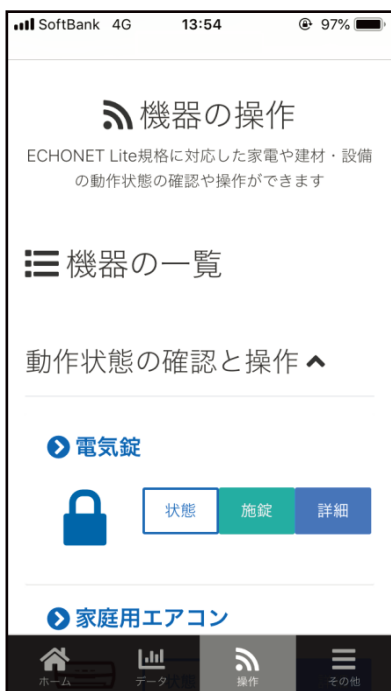 SoftBank 4G 13:54 97%
機器の操作
ECHONET Lite規格に対応した家電や建材・設備
の動作状態の確認や操作ができます
機器の一覧
動作状態の確認と操作
電気錠
状態 施錠 詳細
家庭用エアコン
ホーム データ 操作 その他